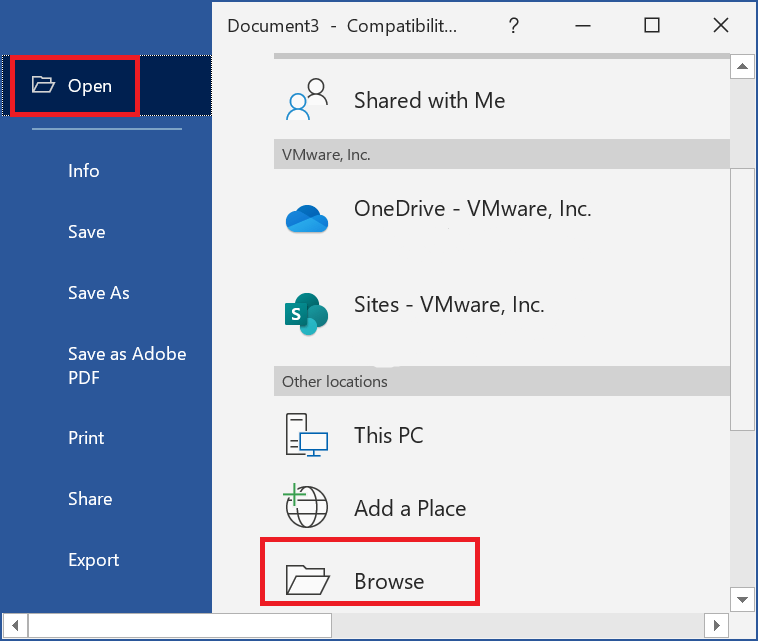 Document3 - Compatibilit... ?
Open
Info
Save
Save As
Save as Adobe
PDF
Print
Share
Export
Shared with Me
VMware, Inc.
OneDrive - VMware, Inc.
S
Sites - VMware, Inc.
Other locations
This PC
Add a Place
Browse